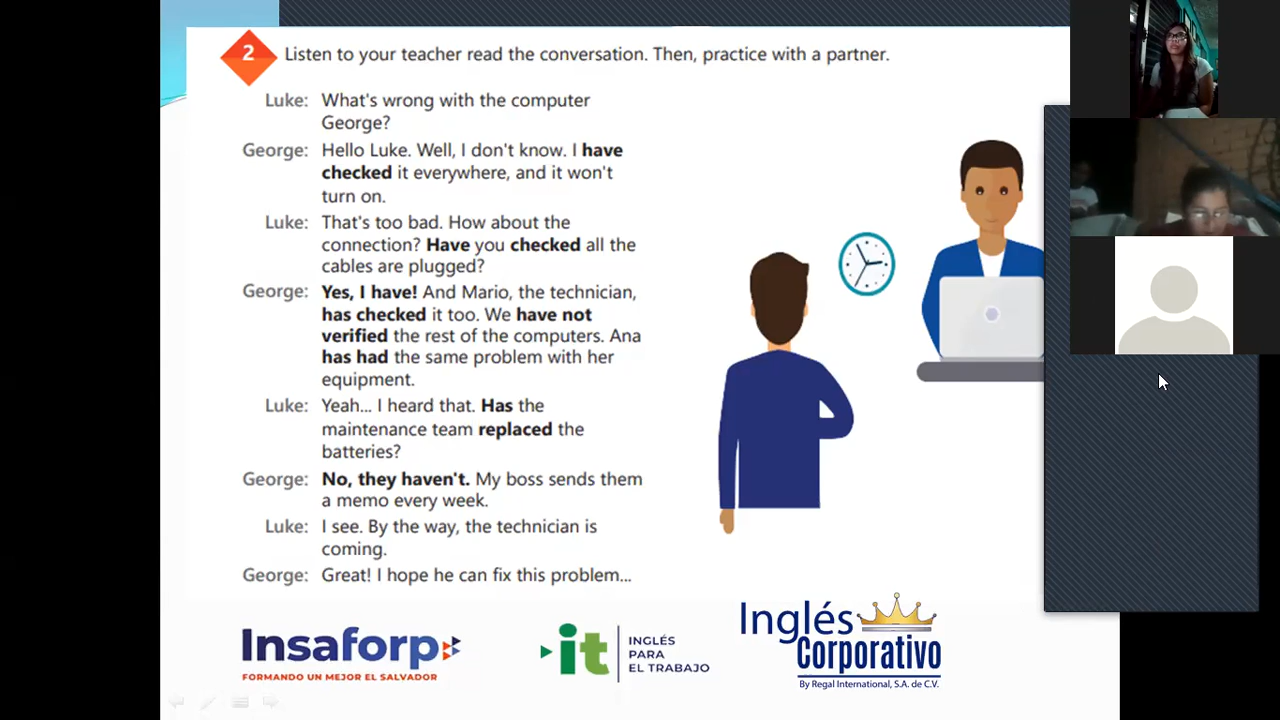 2 Listen to your teacher read the conversation. Then, practice with a partner.
Luke: What's wrong with the computer
George?
George: Hello Luke. Well, I don't know. I have
checked it everywhere, and it won't
turn on.
Luke: That's too bad. How about the
connection? Have you checked all the
cables are plugged?
George: Yes, I have! And Mario, the technician,
has checked it too. We have not
verified the rest of the computers. Ana
has had the same problem with her
equipment.
Luke: Yeah... I heard that. Has the
maintenance team replaced the
batteries?
George: No, they haven't. My boss sends them
a memo every week.
Luke: I see. By the way, the technician is
coming.
George: Great! I hope he can fix this problem...
Insaforp
FORMANDO UN MEJOR EL SALVADOR
it
INGLÉS
PARA
EL TRABAJO
Inglés
Corporativo
By Regal International, S.A. de C.V.